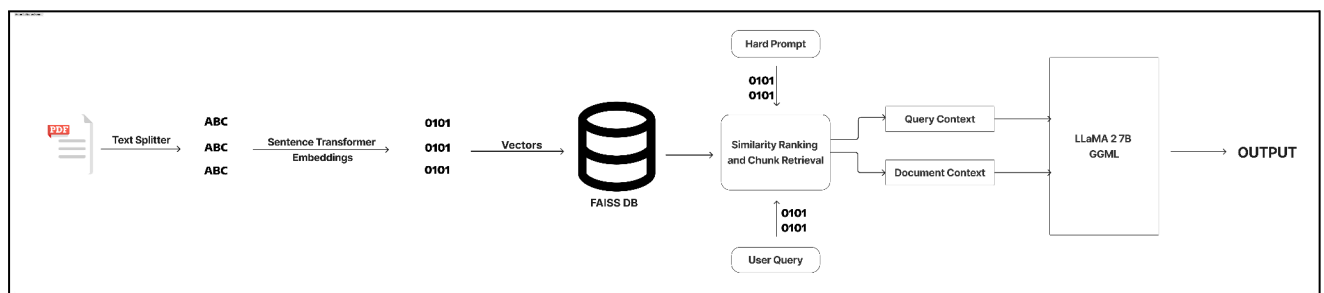 PDF
Text Splitter
ABC
ABC
ABC
Sentence Transformer
Embeddings
0101
0101
0101
Vectors
FAISS DB
Hard Prompt
0101
0101
Similarity Ranking
and Chunk Retrieval
0101
0101
User Query
Query Context
Document Context
LLaMA 2 7B
GGML
OUTPUT